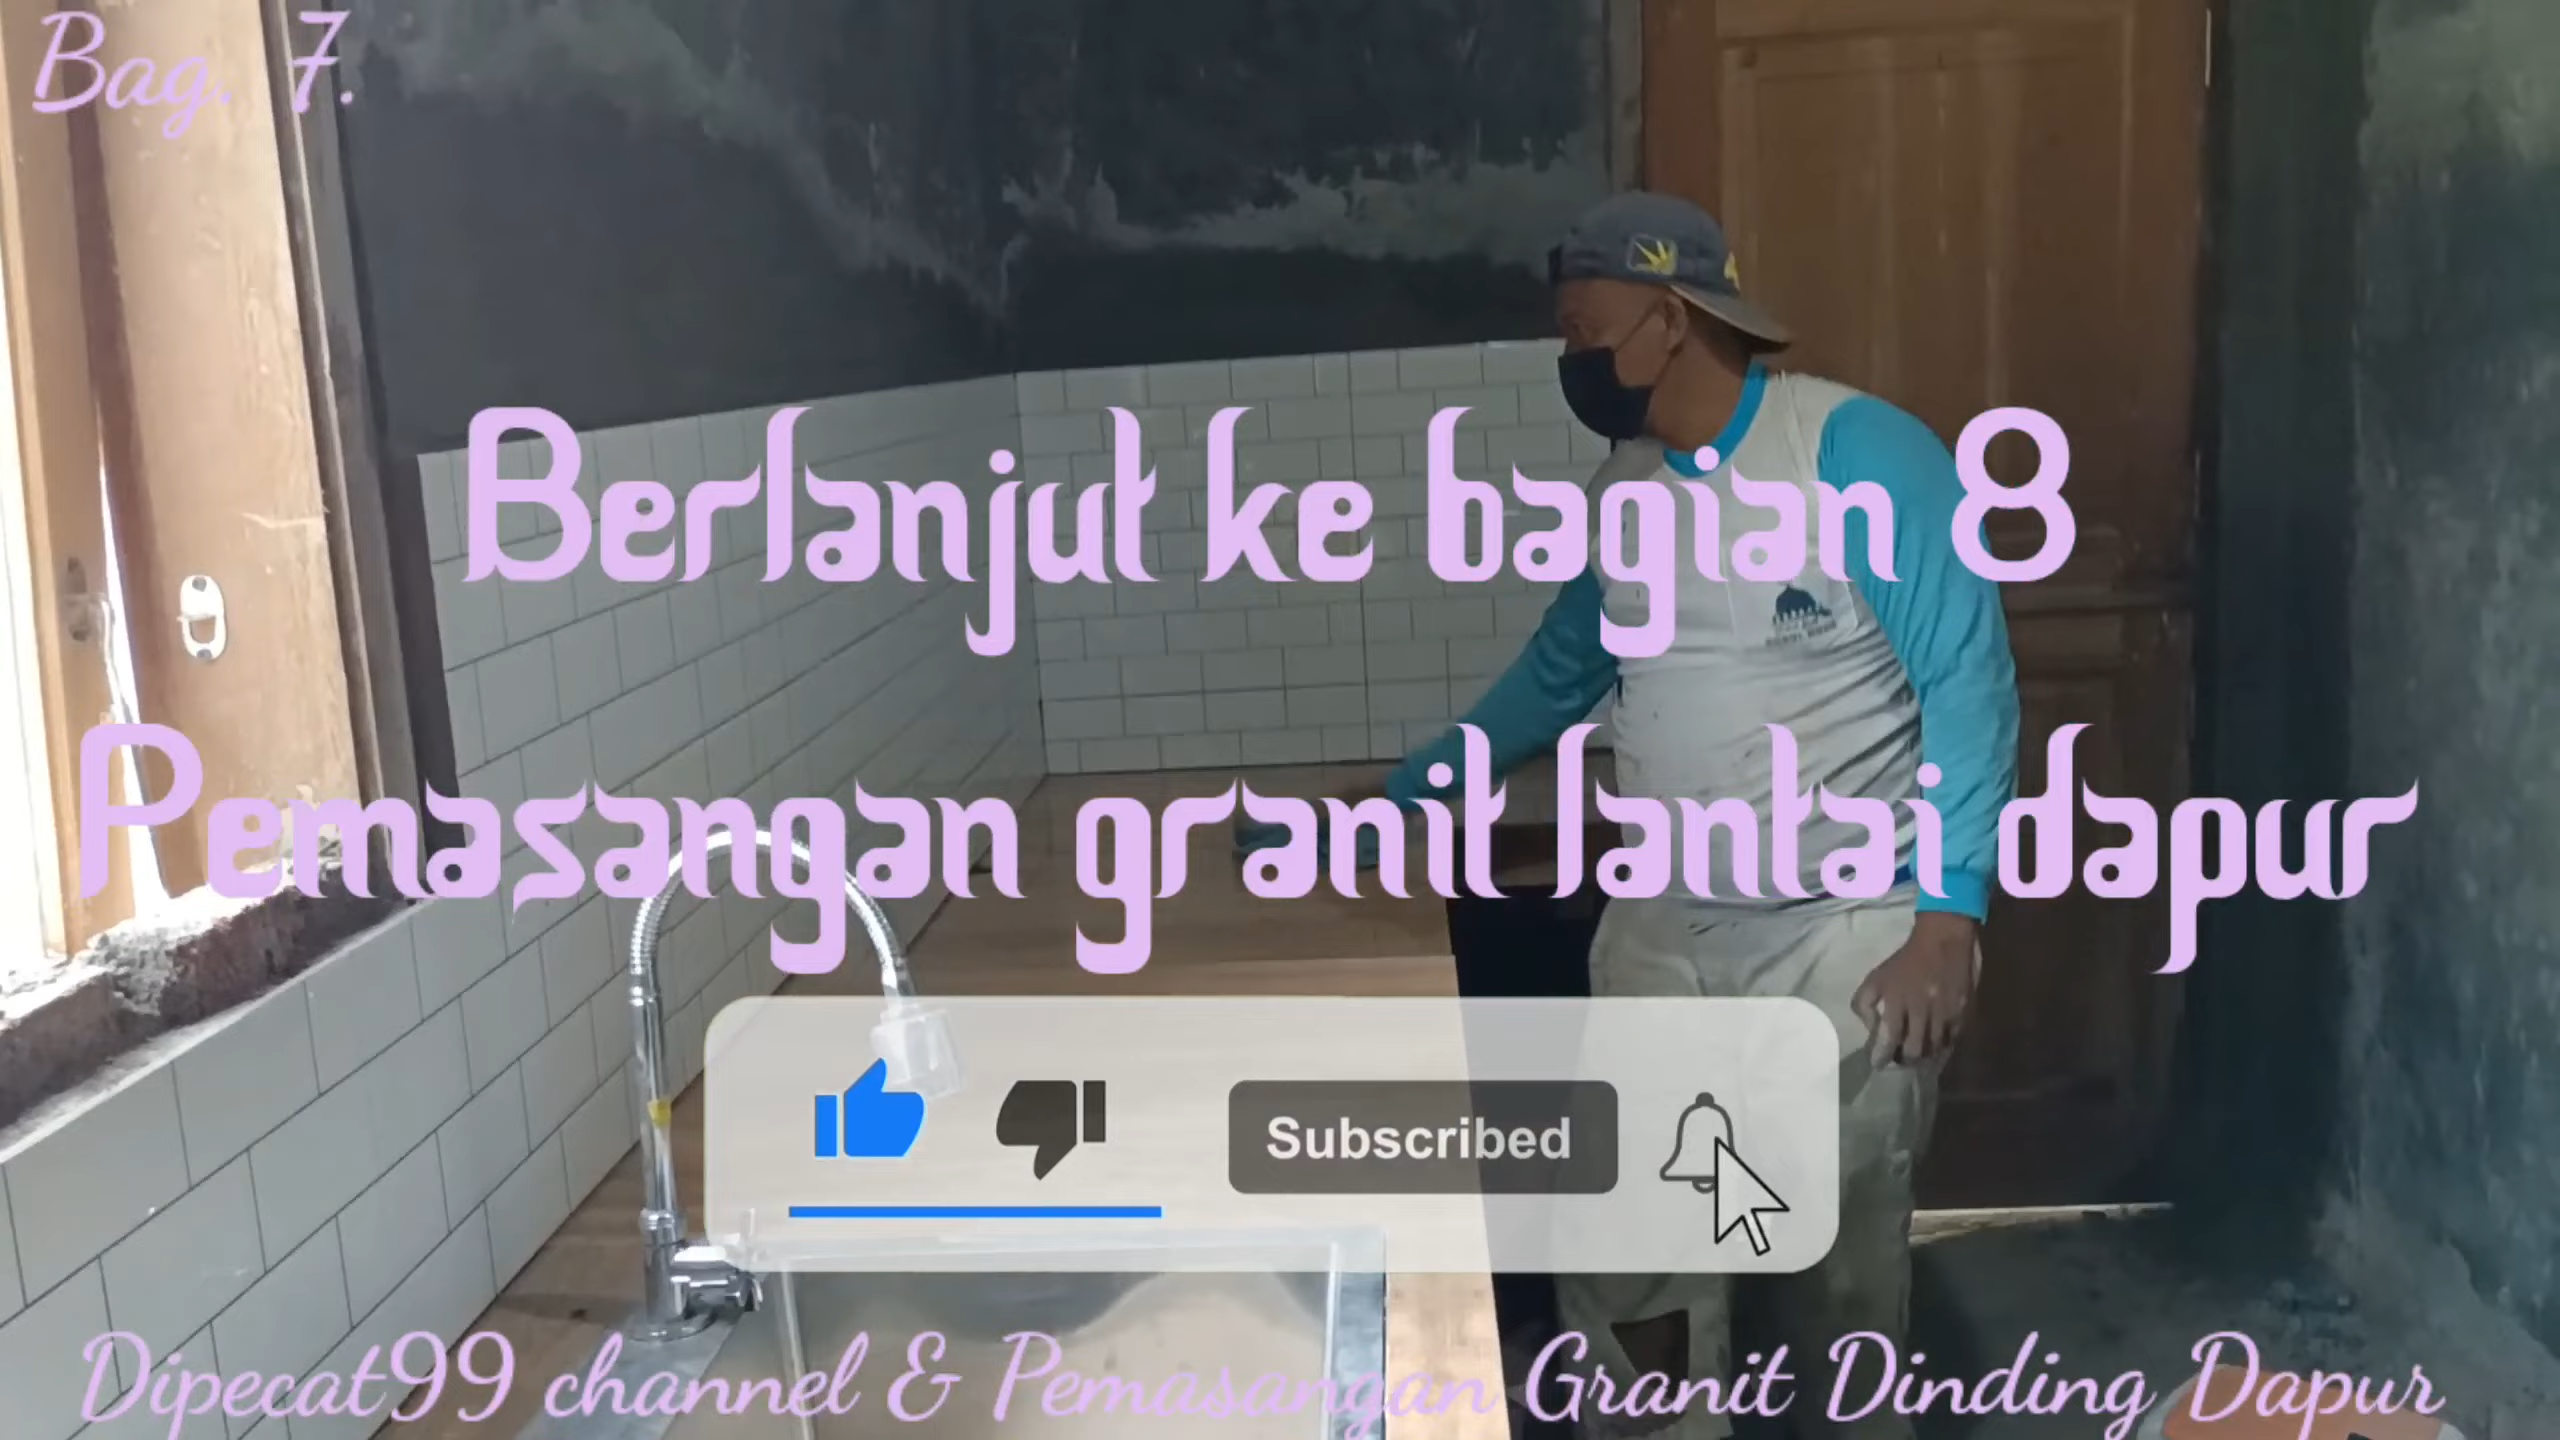 Bag. 7.
Berlanjut ke bagian 8
Pemasangan granit lantai dapur
Subscribed
Dipecat99 channel & Pemasangan Granit Dinding Dapur